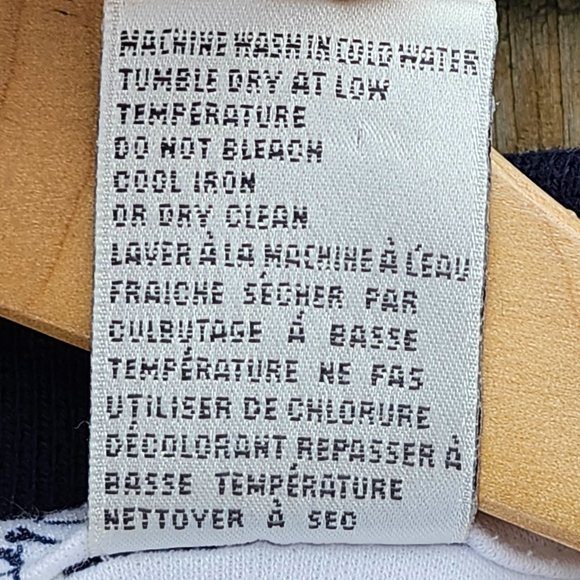 MACHINE WASH IN COLD WATER
TUMBLE DRY AT LOW
TEMPERATURE
DO NOT BLEACH
COOL IRON
OR DRY CLEAN
LAVER À LA MACHINE À L'EAU
FRAICHE SÉCHER PAR
CULBUTAGE À BASSE
TEMPÉRATURE NE PAS
UTILISER DE CHLORURE
DÉCOLORANT REPASSER À
BASSE TEMPÉRATURE
NETTOYER À SEC